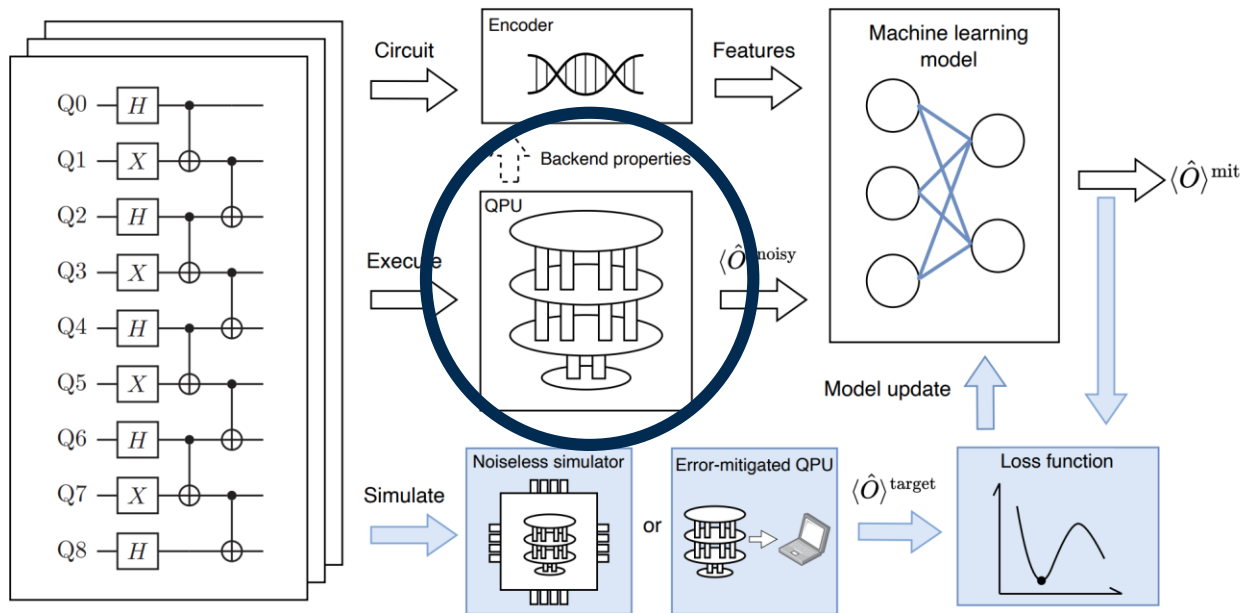 Circuit
Encoder
Features
Machine learning
model
Q0 H
Q1 X
Q2 H
Q3 X
Q4 H
Q5 X
Q6 H
Q7 X
Q8 H
Backend properties
QPU
Execute
⟨Ô⟩ noisy
⟨Ô⟩ mit
Model update
Simulate
Noiseless simulator
or
Error-mitigated QPU
⟨Ô⟩ target
Loss function